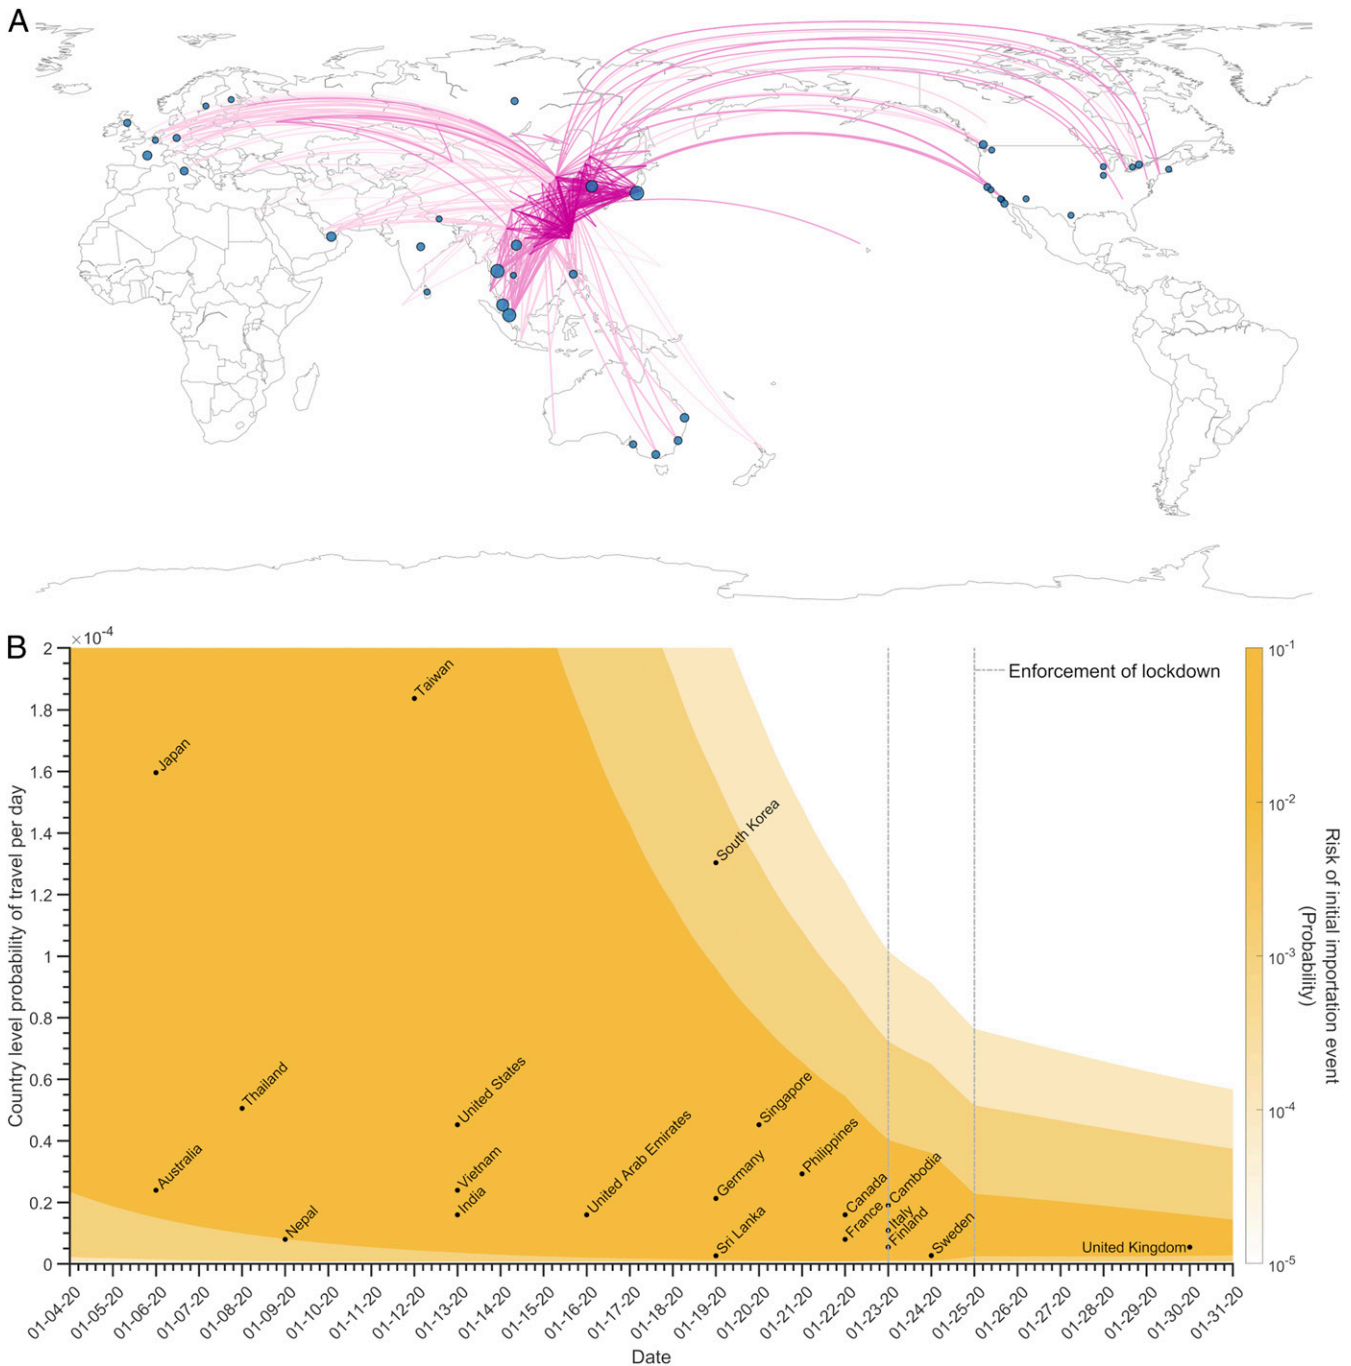 A
B
×10-4
2
1.8
1.6
1.4
1.2
1
0.8
0.6
0.4
0.2
0
Country level probability of travel per day
Taiwan
Japan
South Korea
Thailand
United States
Singapore
Australia
Vietnam
India
United Arab Emirates
Germany
Philippines
Nepal
Sri Lanka
Canada
France
Cambodia
Italy
Finland
Sweden
United Kingdom
Enforcement of lockdown
10-1
10-2
10-3
10-4
10-5
Risk of initial importation event
(Probability)
01-04-20
01-05-20
01-06-20
01-07-20
01-08-20
01-09-20
01-10-20
01-11-20
01-12-20
01-13-20
01-14-20
01-15-20
01-16-20
01-17-20
01-18-20
01-19-20
01-20-20
01-21-20
01-22-20
01-23-20
01-24-20
01-25-20
01-26-20
01-27-20
01-28-20
01-29-20
01-30-20
01-31-20
Date